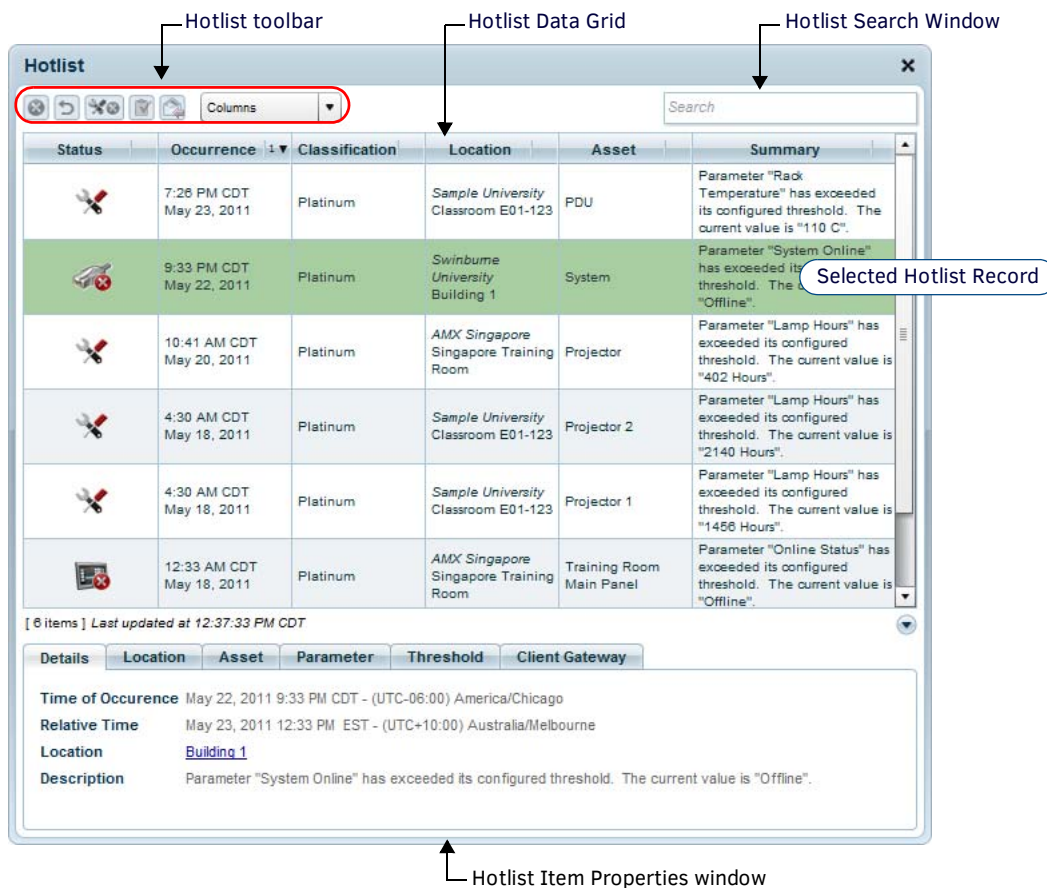 Hotlist toolbar
Hotlist Data Grid
Hotlist Search Window
Hotlist
Columns
Search
Status
Occurrence 1
Classification
Location
Asset
Summary
7:26 PM CDT
May 23, 2011
Platinum
Sample University
Classroom E01-123
PDU
Parameter "Rack
Temperature" has exceeded
its configured threshold. The
current value is "110 C".
9:33 PM CDT
May 22, 2011
Platinum
Swinburne
University
Building 1
System
Parameter "System Online"
has exceeded its
threshold. The
"Offline".
Selected Hotlist Record
10:41 AM CDT
May 20, 2011
Platinum
AMX Singapore
Singapore Training
Room
Projector
Parameter "Lamp Hours" has
exceeded its configured
threshold. The current value is
"402 Hours".
4:30 AM CDT
May 18, 2011
Platinum
Sample University
Classroom E01-123
Projector 2
Parameter "Lamp Hours" has
exceeded its configured
threshold. The current value is
"2140 Hours".
4:30 AM CDT
May 18, 2011
Platinum
Sample University
Classroom E01-123
Projector 1
Parameter "Lamp Hours" has
exceeded its configured
threshold. The current value is
"1456 Hours".
12:33 AM CDT
May 18, 2011
Platinum
AMX Singapore
Singapore Training
Room
Training Room
Main Panel
Parameter "Online Status" has
exceeded its configured
threshold. The current value is
"Offline".
[ 6 items ] Last updated at 12:37:33 PM CDT
Details
Location
Asset
Parameter
Threshold
Client Gateway
Time of Occurence May 22, 2011 9:33 PM CDT - (UTC-06:00) America/Chicago
Relative Time May 23, 2011 12:33 PM EST - (UTC+10:00) Australia/Melbourne
Location Building 1
Description Parameter "System Online" has exceeded its configured threshold. The current value is "Offline".
Hotlist Item Properties window